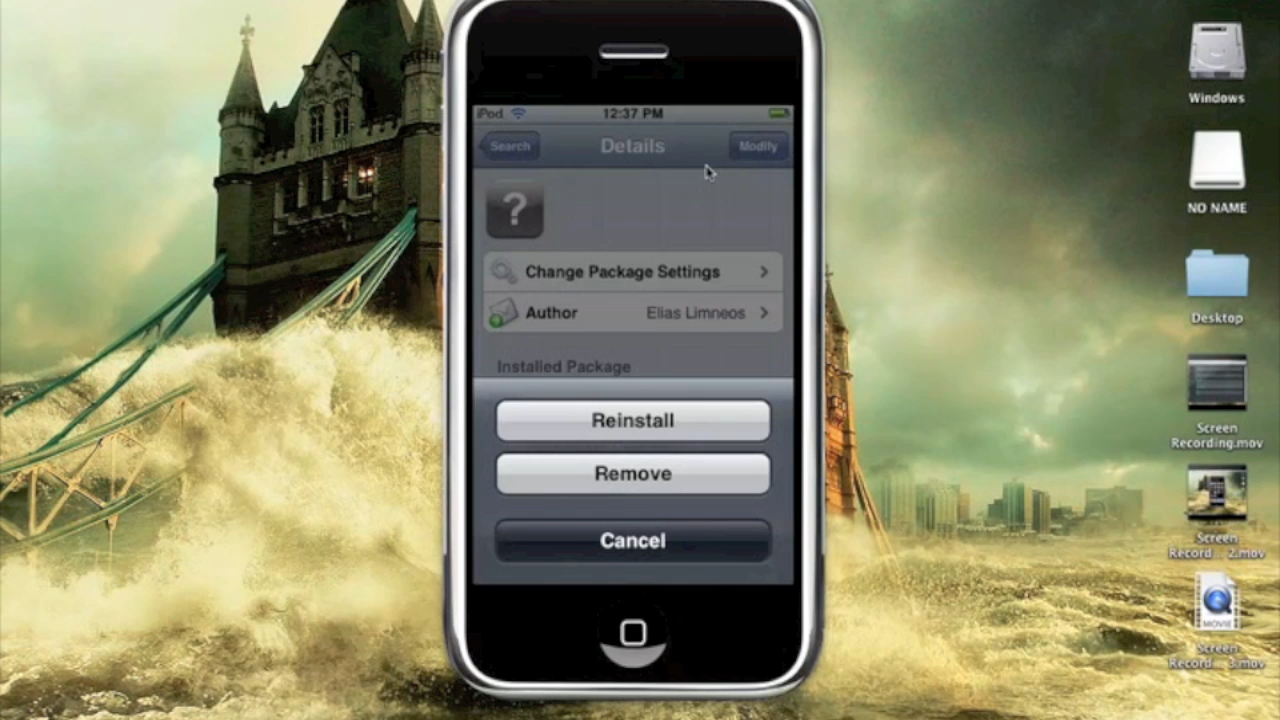 iPod 12:37 PM
Search Details Modify
?
Change Package Settings
Author Elias Limneos
Installed Package
Reinstall
Remove
Cancel
Windows
NO NAME
Desktop
Screen
Recording.mov
Screen
Record... 2.mov
MOVIE
Screen
Record... 3.mov